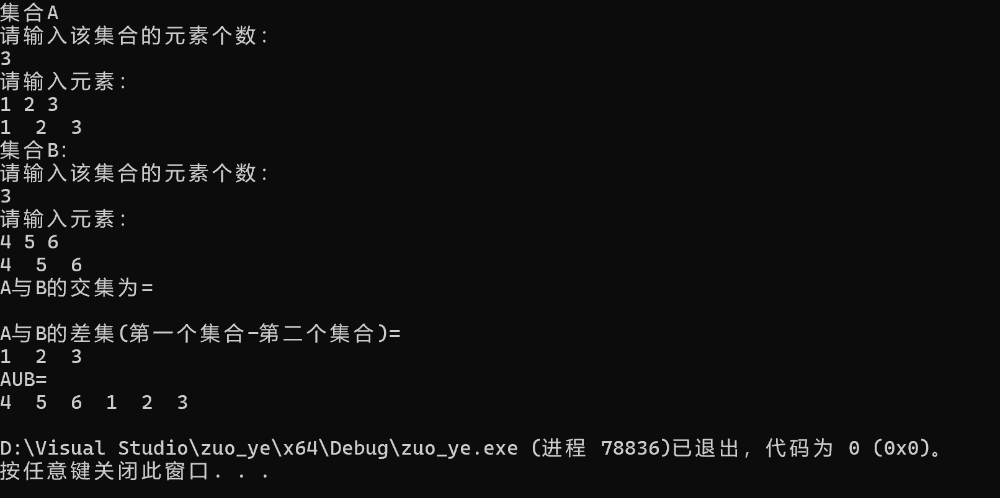 集合A
请输入该集合的元素个数:
3
请输入元素:
1 2 3
1  2  3
集合B:
请输入该集合的元素个数:
3
请输入元素:
4 5 6
4  5  6
A与B的交集为=
A与B的差集(第一个集合-第二个集合)=
1  2  3
AUB=
4  5  6  1  2  3
D:\Visual Studio\zuo_ye\x64\Debug\zuo_ye.exe (进程 78836)已退出，代码为 0 (0x0)。
按任意键关闭此窗口. . .